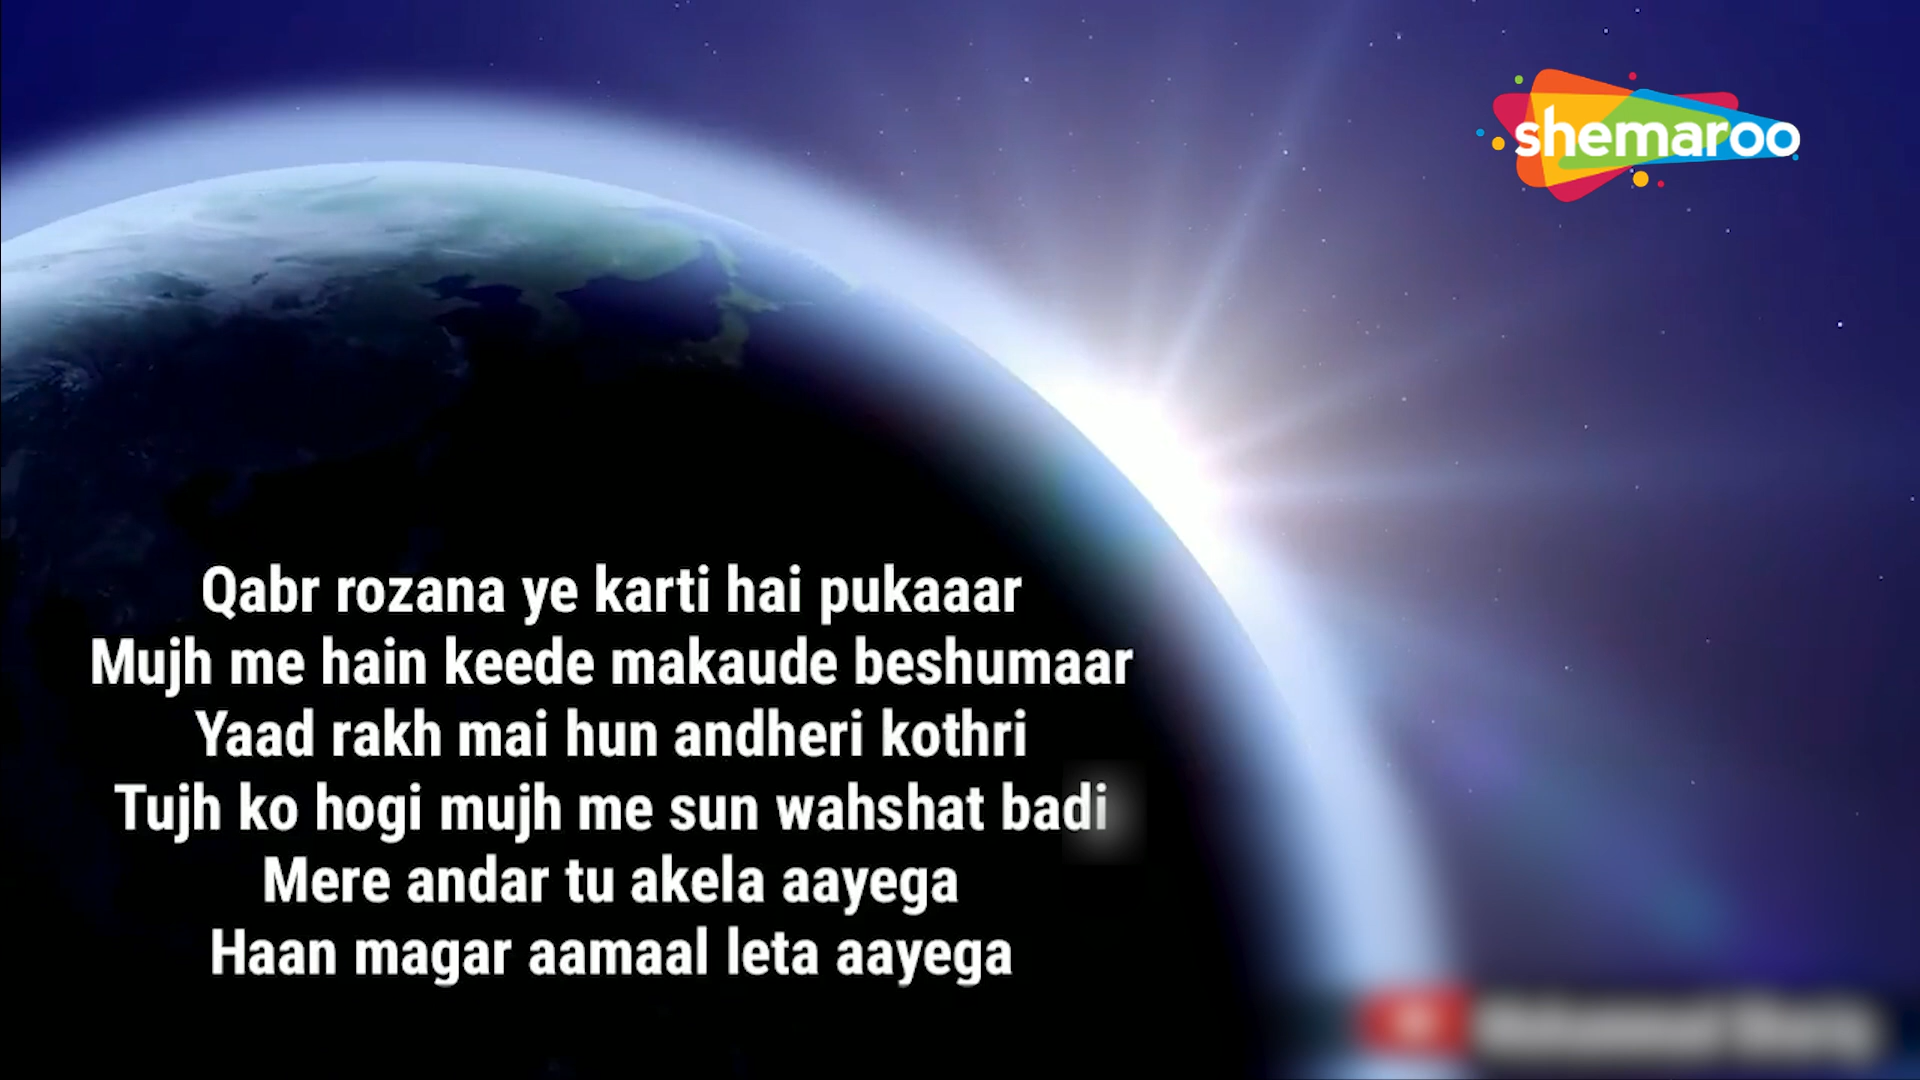 shemaroo
Qabr rozana ye karti hai pukaaar
Mujh me hain keede makaude beshumaar
Yaad rakh mai hun andheri kothri
Tujh ko hogi mujh me sun wahshat badi
Mere andar tu akela aayega
Haan magar aamaal leta aayega